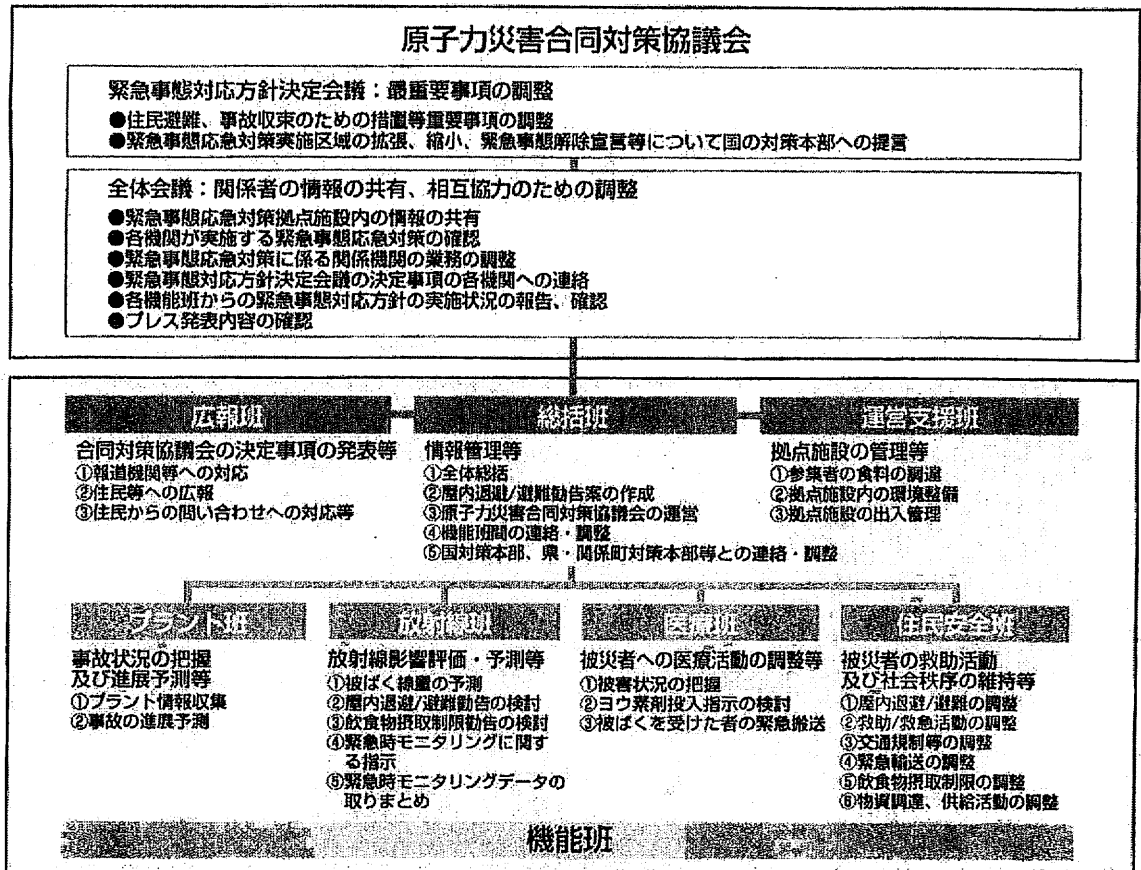 原子力災害合同対策協議会
緊急事態対応方針決定会議：最重要事項の調整
●住民避難、事故収束のための措置等重要事項の調整
●緊急事態応急対策実施区域の拡張、縮小、緊急事態解除宣言等について国の対策本部への提言
全体会議：関係者の情報の共有、相互協力のための調整
●緊急事態応急対策拠点施設内の情報の共有
●各機関が実施する緊急事態応急対策の確認
●緊急事態応急対策に係る関係機関の業務の調整
●緊急事態対応方針決定会議の決定事項の各機関への連絡
●各機能班からの緊急事態対応方針の実施状況の報告、確認
●プレス発表内容の確認
広報班
合同対策協議会の決定事項の発表等
①報道機関等への対応
②住民等への広報
③住民からの問い合わせへの対応等
総括班
情報管理等
①全体総括
②屋内退避/避難勧告案の作成
③原子力災害合同対策協議会の運営
④機能班間の連絡・調整
⑤国対策本部、県・関係町対策本部等との連絡・調整
運営支援班
拠点施設の管理等
①参集者の食料の調達
②拠点施設内の環境整備
③拠点施設の出入管理
プラント班
事故状況の把握
及び進展予測等
①プラント情報収集
②事故の進展予測
放射線班
放射線影響評価・予測等
①被ばく線量の予測
②屋内退避/避難勧告の検討
③飲食物摂取制限勧告の検討
④緊急時モニタリングに関す
る指示
⑤緊急時モニタリングデータの
取りまとめ
医療班
被災者への医療活動の調整等
①被害状況の把握
②ヨウ素剤投入指示の検討
③被ばくを受けた者の緊急搬送
住民安全班
被災者の救助活動
及び社会秩序の維持等
①屋内退避/避難の調整
②救助/救急活動の調整
③交通規制等の調整
④緊急輸送の調整
⑤飲食物摂取制限の調整
⑥物資調達、供給活動の調整
機能班